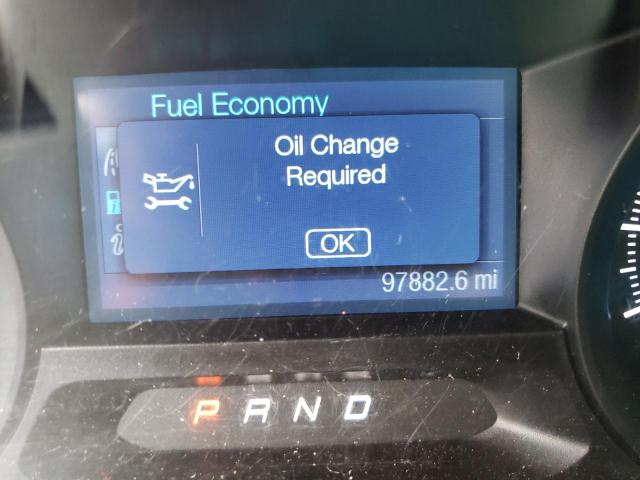 Fuel Economy
Oil Change
Required
OK
97882.6 mi
P R N D